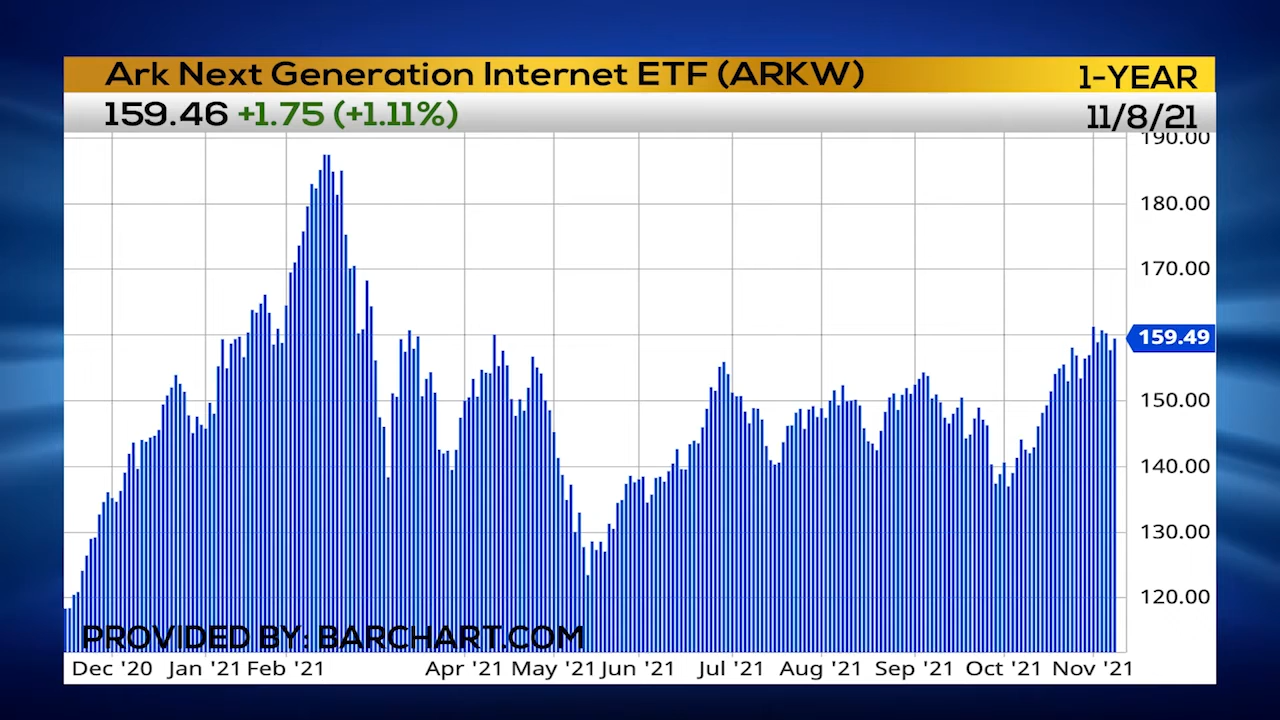 Ark Next Generation Internet ETF (ARKW)
1-YEAR
159.46 +1.75 (+1.11%)
11/8/21
190.00
180.00
170.00
159.49
150.00
140.00
130.00
120.00
PROVIDED BY: BARCHART.COM
Dec '20 Jan '21 Feb '21 Apr '21 May '21 Jun '21 Jul '21 Aug '21 Sep '21 Oct '21 Nov '21